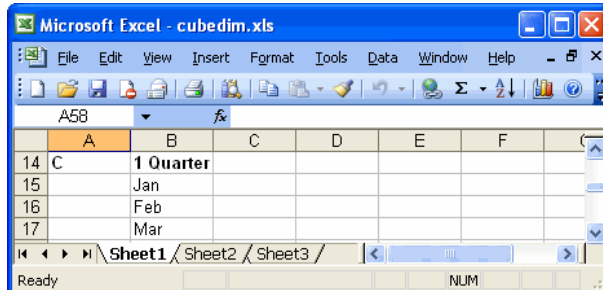 Microsoft Excel - cubedim.xls
File Edit View Insert Format Tools Data Window Help
Σ
A58 fx
A B C D E F
14 C 1 Quarter
15 Jan
16 Feb
17 Mar
Sheet1 Sheet2 Sheet3
Ready NUM